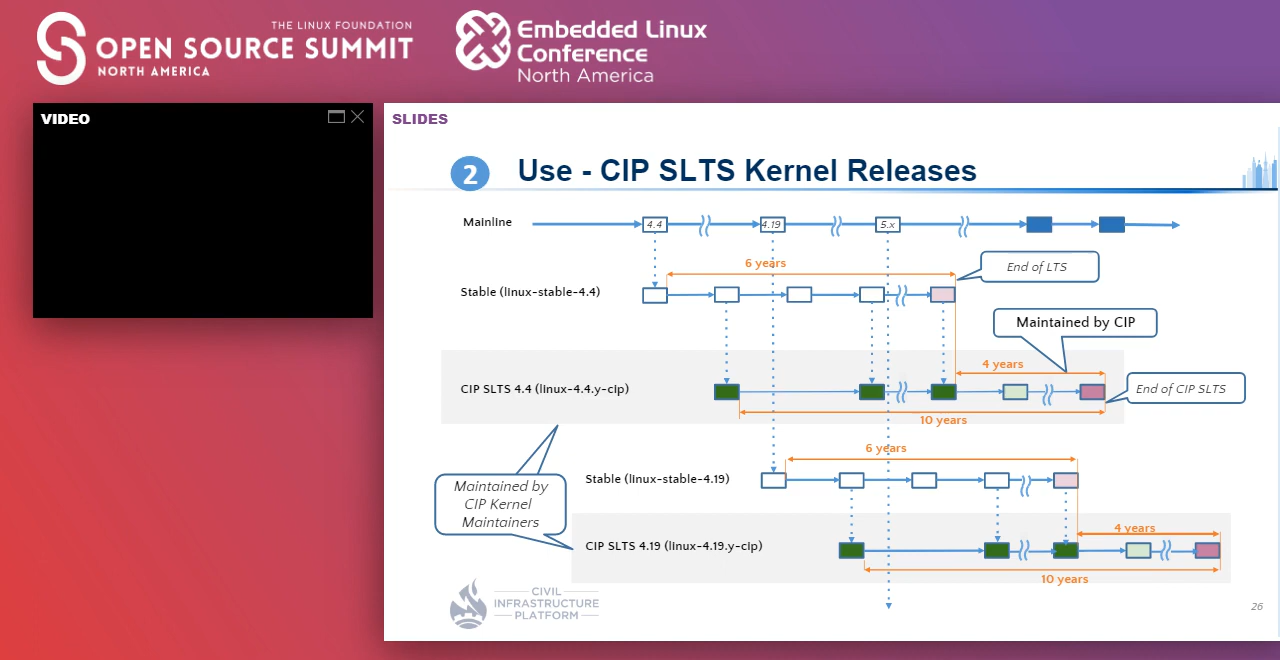 THE LINUX FOUNDATION
OPEN SOURCE SUMMIT
NORTH AMERICA
Embedded Linux
Conference
North America
VIDEO
SLIDES
2
Use - CIP SLTS Kernel Releases
Mainline
4.4
4.19
5.x
6 years
End of LTS
Stable (linux-stable-4.4)
Maintained by CIP
4 years
CIP SLTS 4.4 (linux-4.4.y-cip)
End of CIP SLTS
10 years
6 years
Maintained by
CIP Kernel
Maintainers
Stable (linux-stable-4.19)
4 years
CIP SLTS 4.19 (linux-4.19.y-cip)
10 years
CIVIL
INFRASTRUCTURE
PLATFORM
26